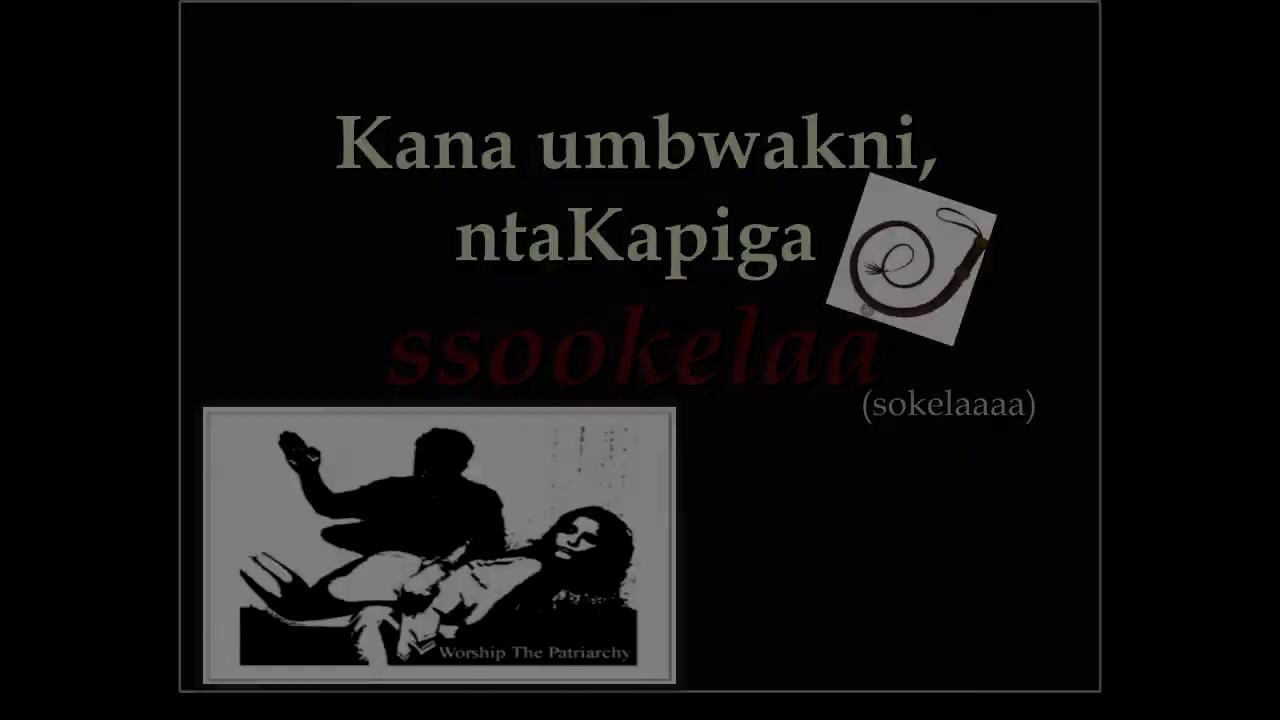 Kana umbwakni,
ntaKapiga
ssookelaa
(sokelaaaa)
Worship The Patriarchy